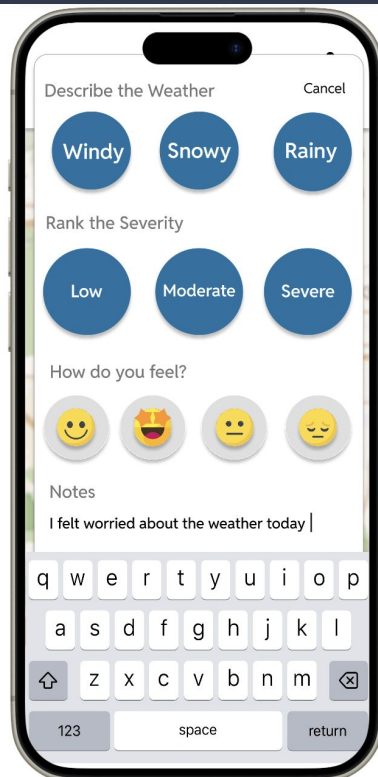 Describe the Weather Cancel
Windy Snowy Rainy
Rank the Severity
Low Moderate Severe
How do you feel?
Notes
I felt worried about the weather today
q w e r t y u i o p
a s d f g h j k l
z x c v b n m
123 space return